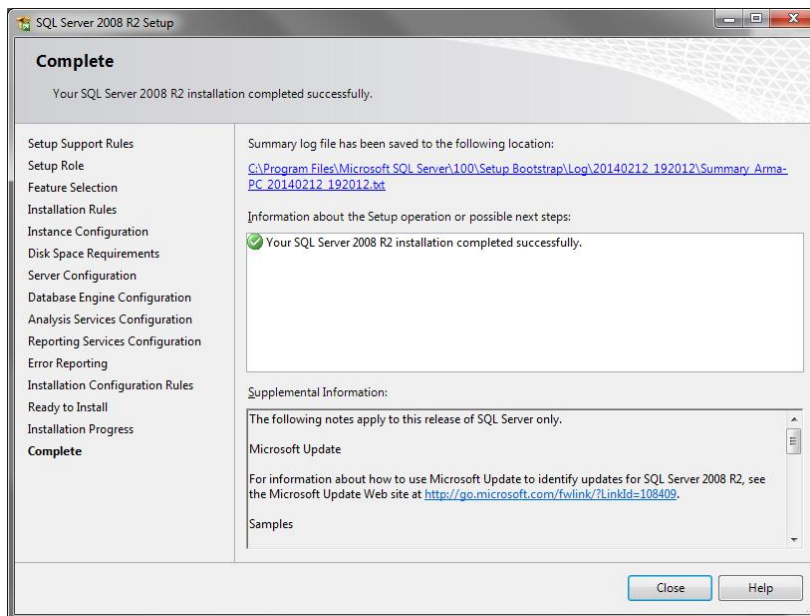 SQL Server 2008 R2 Setup
Complete
Your SQL Server 2008 R2 installation completed successfully.
Setup Support Rules
Setup Role
Feature Selection
Installation Rules
Instance Configuration
Disk Space Requirements
Server Configuration
Database Engine Configuration
Analysis Services Configuration
Reporting Services Configuration
Error Reporting
Installation Configuration Rules
Ready to Install
Installation Progress
Complete
Summary log file has been saved to the following location:
C:\Program Files\Microsoft SQL Server\100\Setup Bootstrap\Log\20140212_192012\Summary_Arma-
PC_20140212_192012.txt
Information about the Setup operation or possible next steps:
Your SQL Server 2008 R2 installation completed successfully.
Supplemental Information:
The following notes apply to this release of SQL Server only.
Microsoft Update
For information about how to use Microsoft Update to identify updates for SQL Server 2008 R2, see
the Microsoft Update Web site at http://go.microsoft.com/fwlink/?LinkId=108409.
Samples
Close
Help